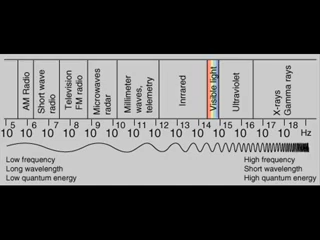 AM Radio
Short wave
radio
Television
FM radio
Microwaves
radar
Millimeter
waves,
telemetry
Inrrared
Visible light
Ultraviolet
X-rays
Gamma rays
5 6 7 8 9 10 11 12 13 14 15 16 17 18
10 10 10 10 10 10 10 10 10 10 10 10 10 10 Hz
Low frequency
Long wavelength
Low quantum energy
High frequency
Short wavelength
High quantum energy